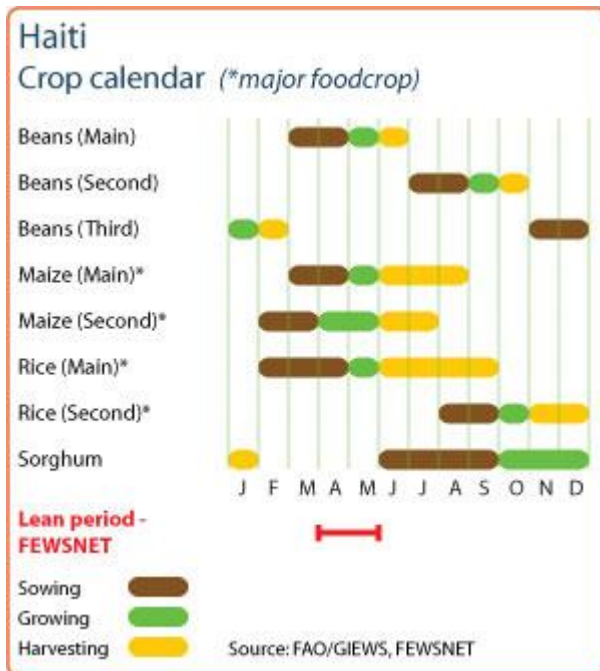 Haiti
Crop calendar (*major foodcrop)
Beans (Main)
Beans (Second)
Beans (Third)
Maize (Main)*
Maize (Second)*
Rice (Main)*
Rice (Second)*
Sorghum
J F M A M J J A S O N D
Lean period -
FEWSNET
Sowing
Growing
Harvesting Source: FAO/GIEWS, FEWSNET